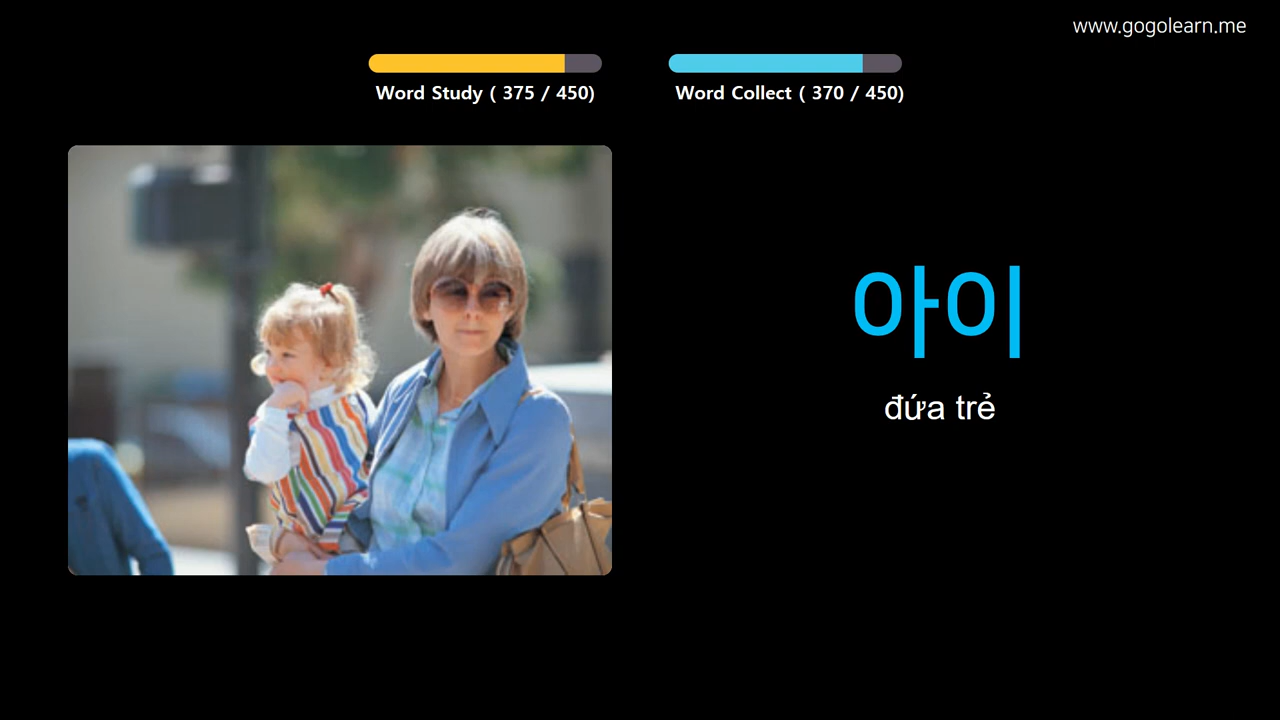 www.gogolearn.me
Word Study ( 375 / 450)
Word Collect ( 370 / 450)
아이
đứa trẻ